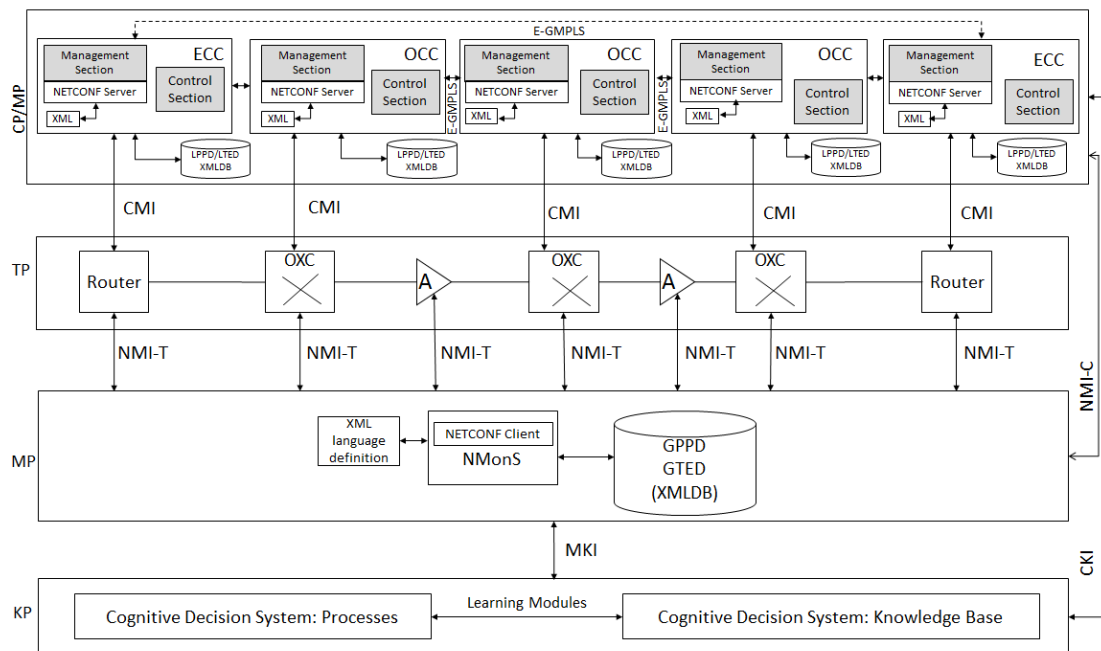 E-GMPLS
Management
Section
ECC
NETCONF Server
Control
Section
XML
LPPD/LTED
XMLDB
Management
Section
OCC
NETCONF Server
Control
Section
XML
LPPD/LTED
XMLDB
E-GMPLS
Management
Section
OCC
NETCONF Server
Control
Section
XML
LPPD/LTED
XMLDB
E-GMPLS
Management
Section
OCC
NETCONF Server
Control
Section
XML
LPPD/LTED
XMLDB
Management
Section
ECC
NETCONF Server
Control
Section
XML
LPPD/LTED
XMLDB
CP/MP
CMI
CMI
CMI
CMI
CMI
TP
Router
OXC
A
OXC
A
OXC
Router
NMI-T
NMI-T
NMI-T
NMI-T
NMI-T
NMI-T
NMI-T
NMI-C
MP
XML
language
definition
NETCONF Client
NMonS
GPPD
GTED
(XMLDB)
MKI
CKI
KP
Cognitive Decision System: Processes
Learning Modules
Cognitive Decision System: Knowledge Base